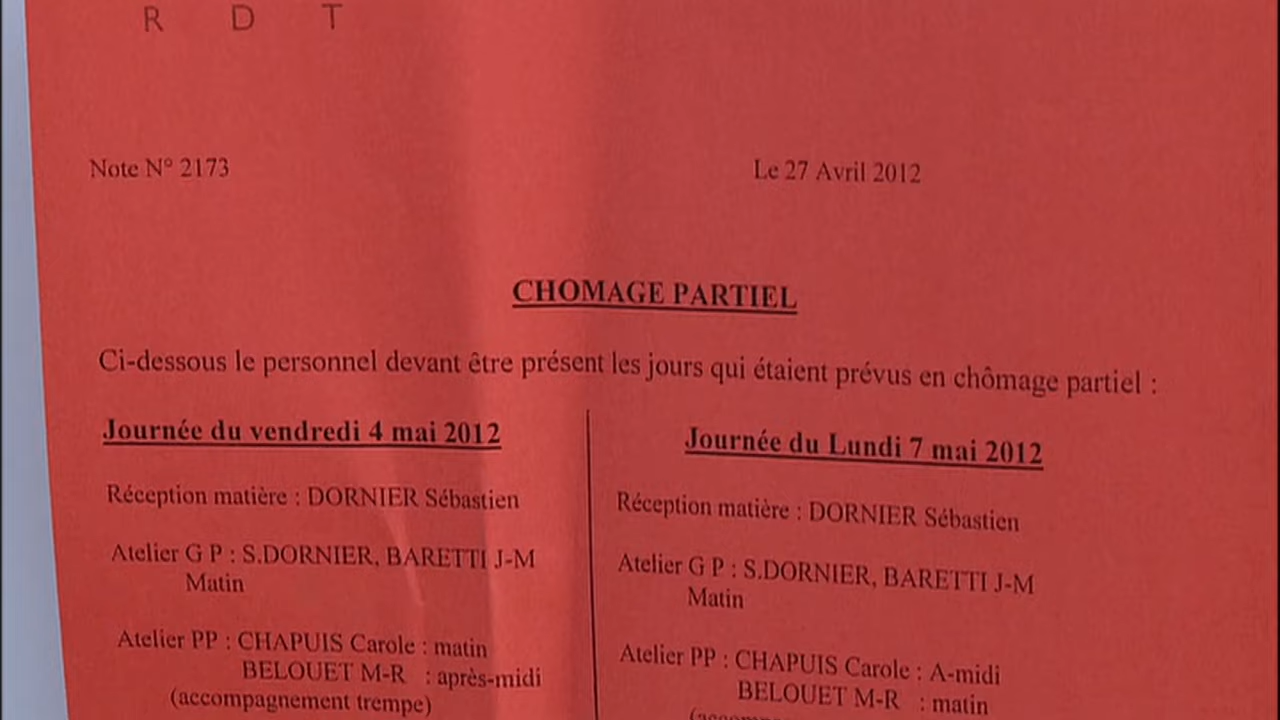 R D T
Note N° 2173
Le 27 Avril 2012
CHOMAGE PARTIEL
Ci-dessous le personnel devant être présent les jours qui étaient prévus en chômage partiel :
Journée du vendredi 4 mai 2012
Réception matière : DORNIER Sébastien
Atelier G P : S.DORNIER, BARETTI J-M
Matin
Atelier PP : CHAPUIS Carole : matin
BELOUET M-R : après-midi
(accompagnement trempe)
Journée du Lundi 7 mai 2012
Réception matière : DORNIER Sébastien
Atelier G P : S.DORNIER, BARETTI J-M
Matin
Atelier PP : CHAPUIS Carole : A-midi
BELOUET M-R : matin